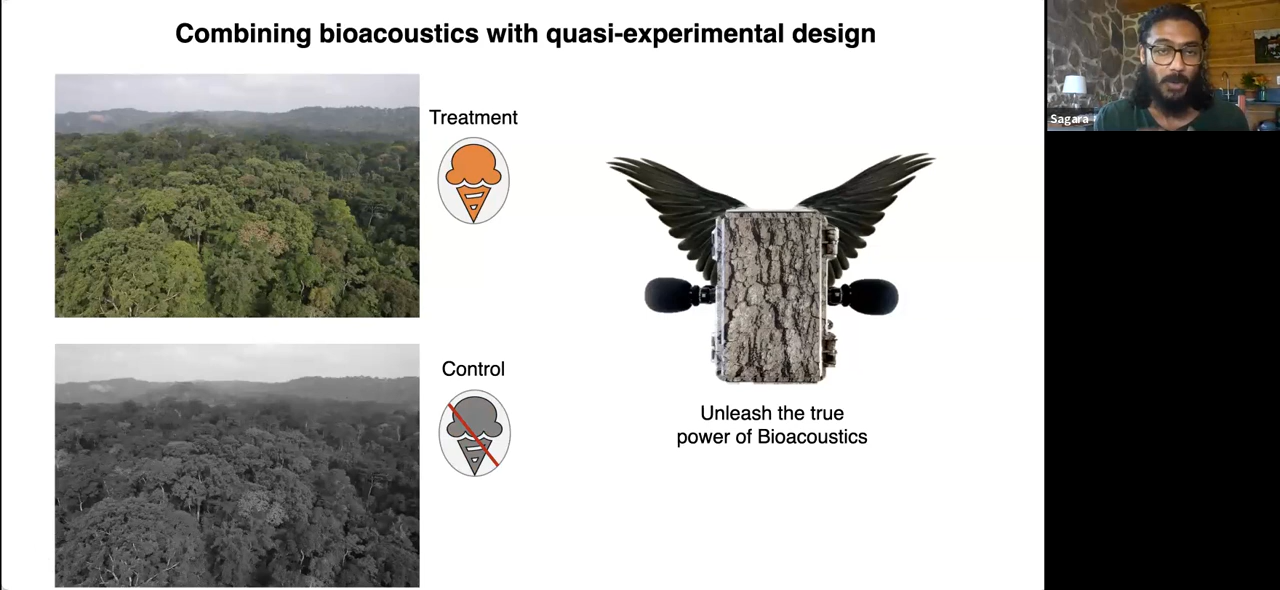 Combining bioacoustics with quasi-experimental design
Treatment
Control
Unleash the true
power of Bioacoustics
Sagara